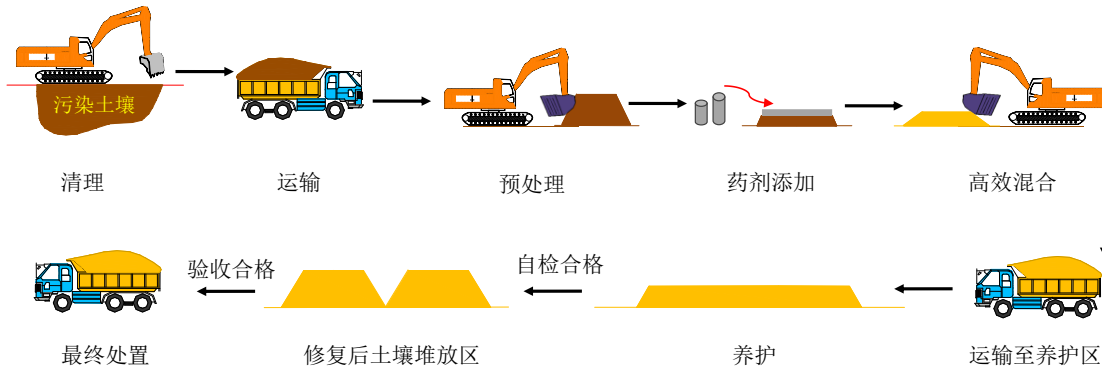 污染土壤
清理
运输
预处理
药剂添加
高效混合
验收合格
自检合格
最终处置
修复后土壤堆放区
养护
运输至养护区